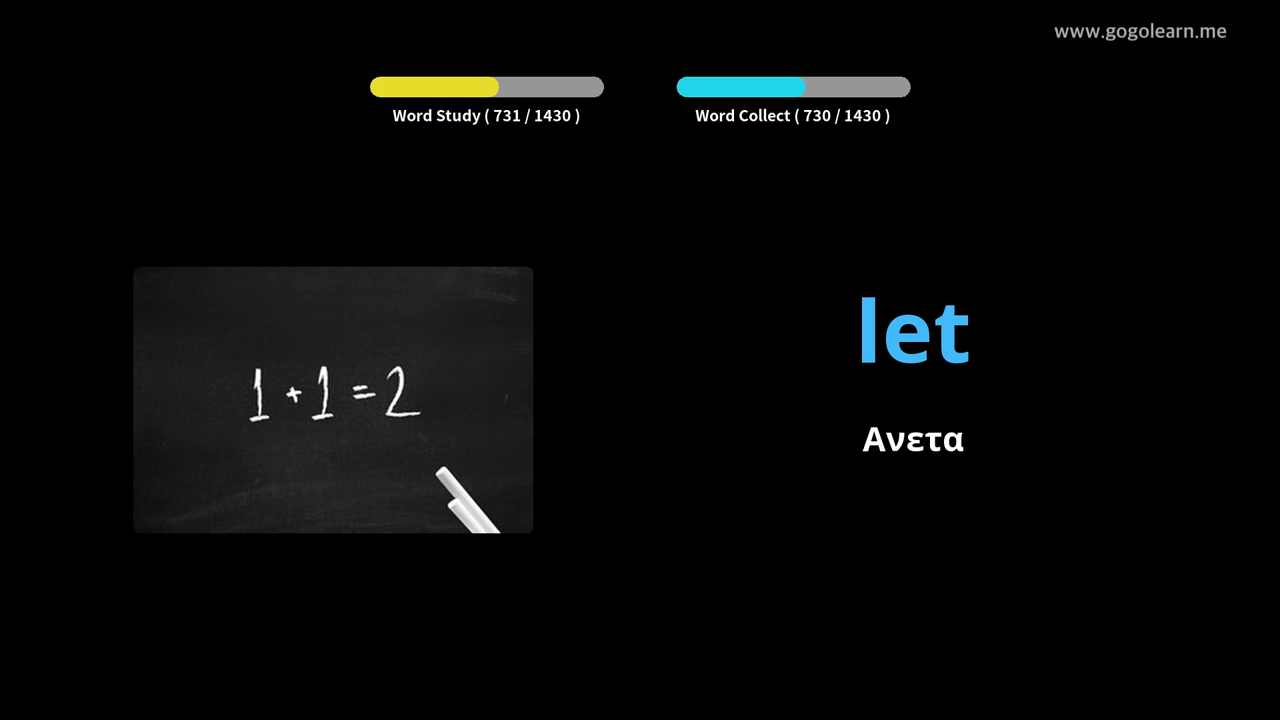 www.gogolearn.me
Word Study ( 731 / 1430 )
Word Collect ( 730 / 1430 )
1 + 1 = 2
let
Ανετα